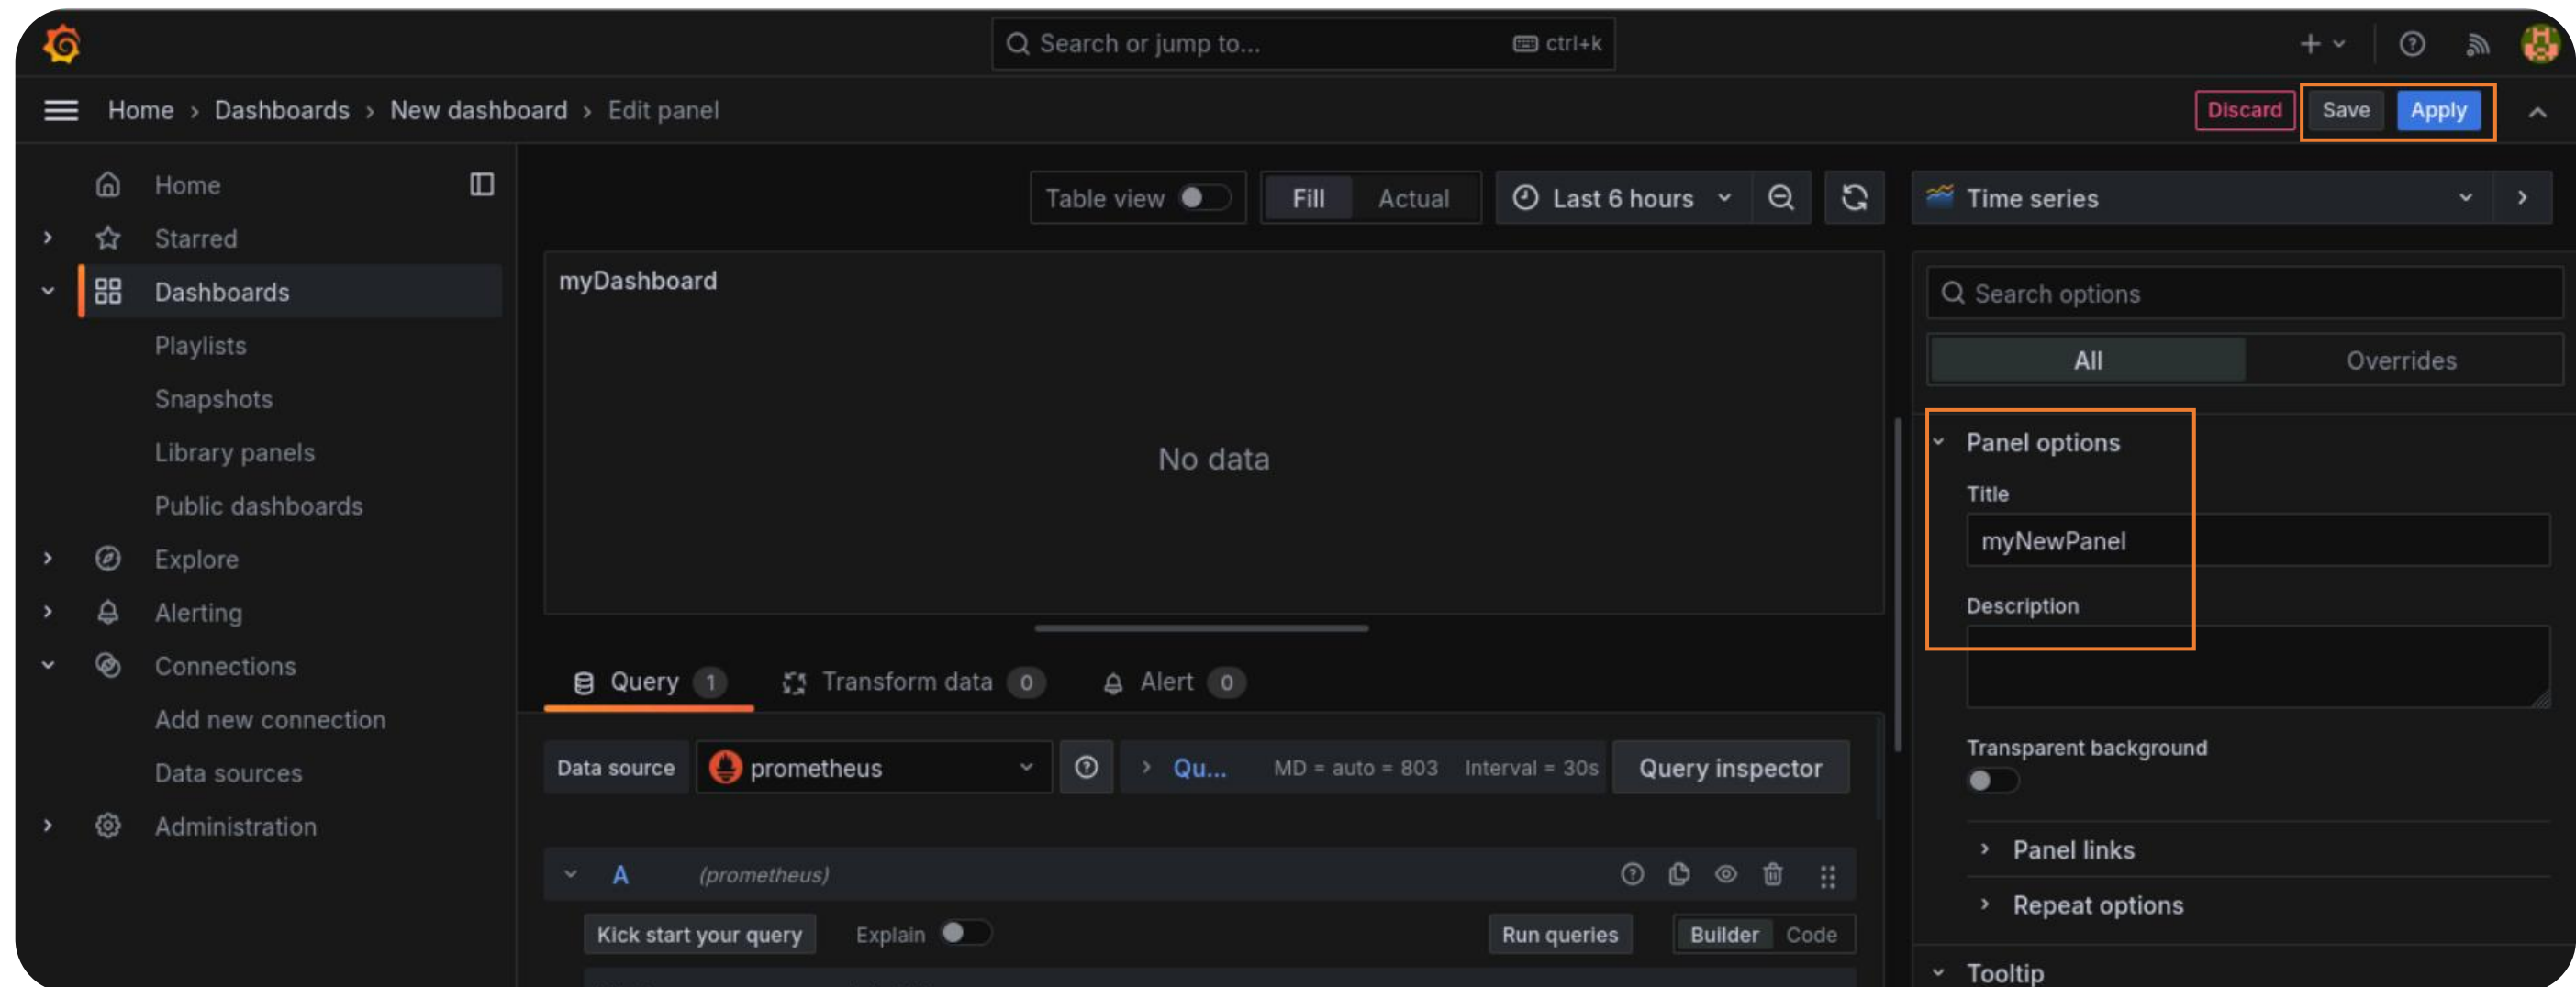 Search or jump to...
ctrl+k
Home › Dashboards › New dashboard › Edit panel
Discard
Save
Apply
Home
Starred
Dashboards
Playlists
Snapshots
Library panels
Public dashboards
Explore
Alerting
Connections
Add new connection
Data sources
Administration
Table view
Fill
Actual
Last 6 hours
myDashboard
No data
Query 1
Transform data 0
Alert 0
Data source
prometheus
Qu...
MD = auto = 803
Interval = 30s
Query inspector
A
(prometheus)
Kick start your query
Explain
Run queries
Builder
Code
Time series
Search options
All
Overrides
Panel options
Title
myNewPanel
Description
Transparent background
Panel links
Repeat options
Tooltip